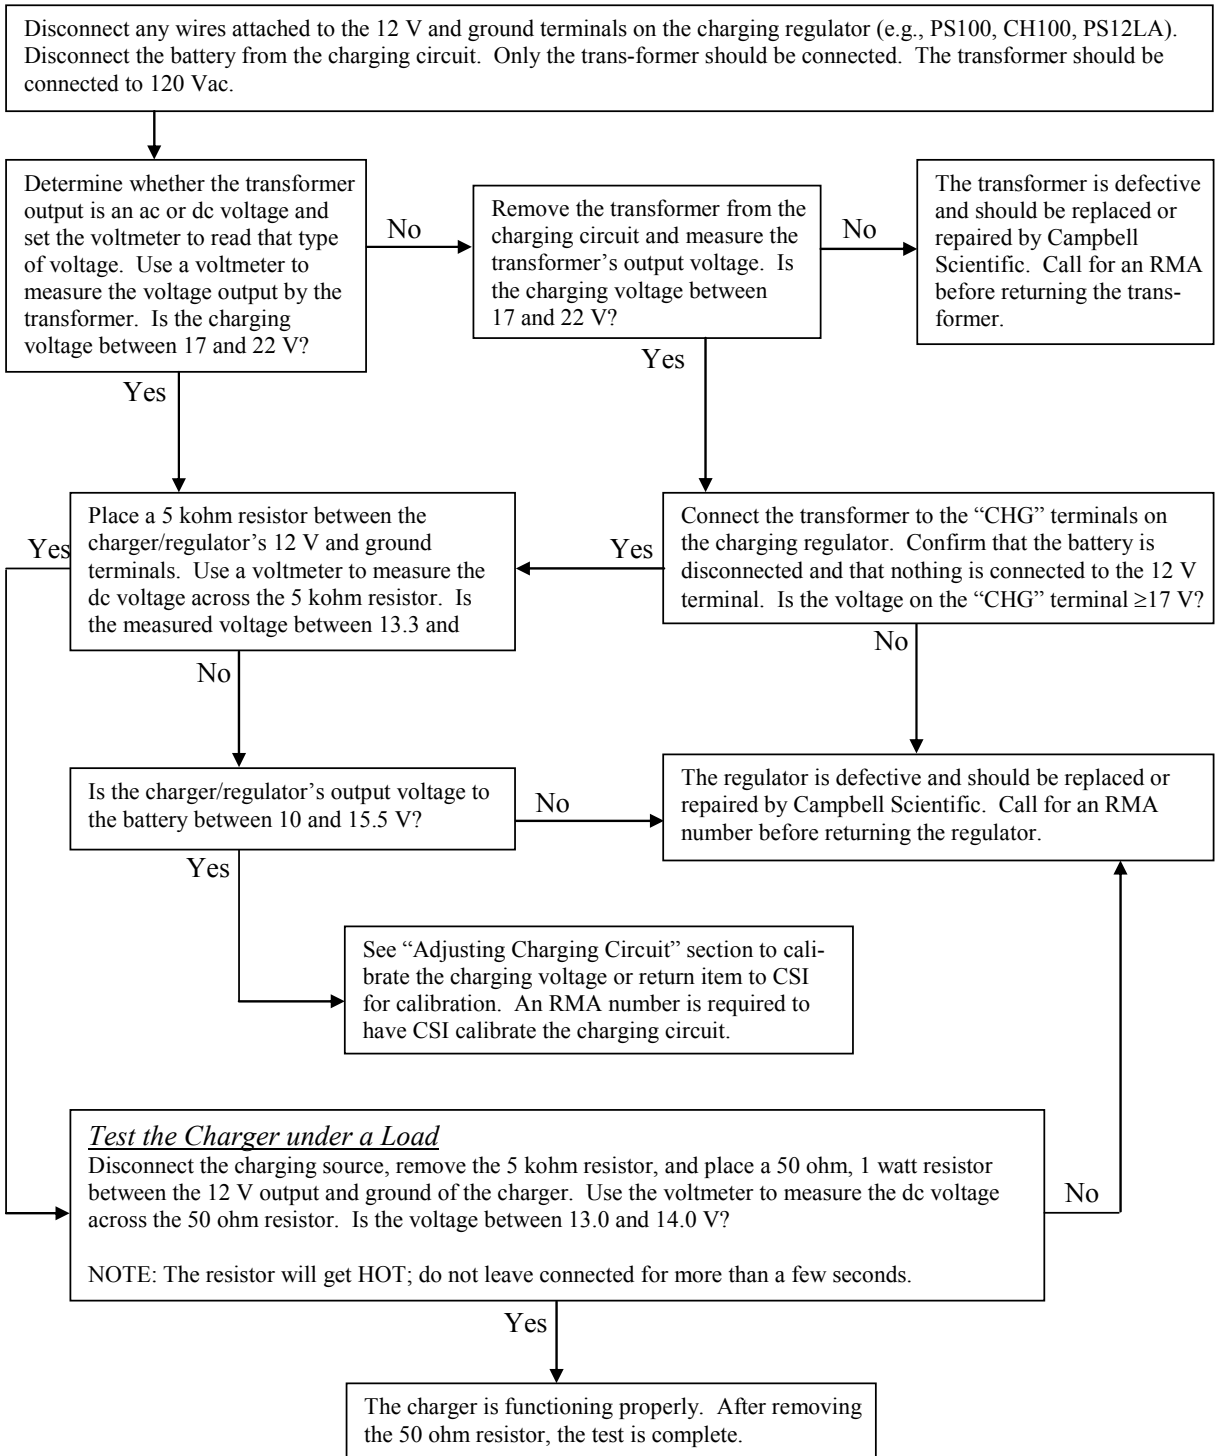 Disconnect any wires attached to the 12 V and ground terminals on the charging regulator (e.g., PS100, CH100, PS12LA).
Disconnect the battery from the charging circuit. Only the trans-former should be connected. The transformer should be
connected to 120 Vac.
Determine whether the transformer
output is an ac or dc voltage and
set the voltmeter to read that type
of voltage. Use a voltmeter to
measure the voltage output by the
transformer. Is the charging
voltage between 17 and 22 V?
No
Remove the transformer from the
charging circuit and measure the
transformer's output voltage. Is
the charging voltage between
17 and 22 V?
No
The transformer is defective
and should be replaced or
repaired by Campbell
Scientific. Call for an RMA
before returning the trans-
former.
Yes
Yes
Place a 5 kohm resistor between the
charger/regulator's 12 V and ground
terminals. Use a voltmeter to measure the
dc voltage across the 5 kohm resistor. Is
the measured voltage between 13.3 and
Yes
Yes
Connect the transformer to the “CHG” terminals on
the charging regulator. Confirm that the battery is
disconnected and that nothing is connected to the 12 V
terminal. Is the voltage on the “CHG” terminal ≥17 V?
No
No
Is the charger/regulator's output voltage to
the battery between 10 and 15.5 V?
No
The regulator is defective and should be replaced or
repaired by Campbell Scientific. Call for an RMA
number before returning the regulator.
Yes
See “Adjusting Charging Circuit” section to cali-
brate the charging voltage or return item to CSI
for calibration. An RMA number is required to
have CSI calibrate the charging circuit.
Test the Charger under a Load
Disconnect the charging source, remove the 5 kohm resistor, and place a 50 ohm, 1 watt resistor
between the 12 V output and ground of the charger. Use the voltmeter to measure the dc voltage
across the 50 ohm resistor. Is the voltage between 13.0 and 14.0 V?
NOTE: The resistor will get HOT; do not leave connected for more than a few seconds.
No
Yes
The charger is functioning properly. After removing
the 50 ohm resistor, the test is complete.